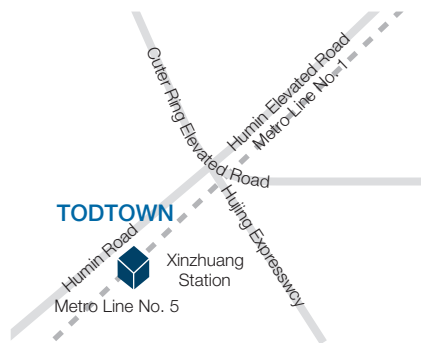 Outer Ring Elevated Road
Humin Elevated Road
Metro Line No. 1
Hujing Expresswcy
TODTOWN
Humin Road
Xinzhuang
Station
Metro Line No. 5